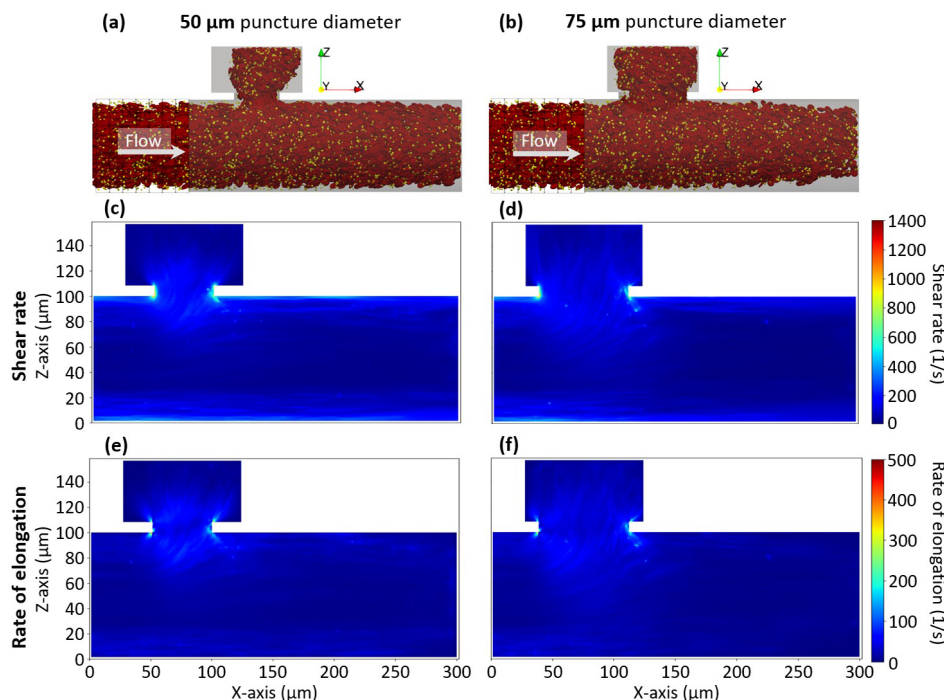 (a) 50 µm puncture diameter
(b) 75 µm puncture diameter
Z
Y X
Flow
Z
Y X
Flow
(c)
(d)
Shear rate
Z-axis (µm)
140
120
100
80
60
40
20
0
1400
1200
1000
800
600
400
200
0
Shear rate (1/s)
(e)
(f)
Rate of elongation
Z-axis (µm)
140
120
100
80
60
40
20
0
500
400
300
200
100
0
Rate of elongation (1/s)
0 50 100 150 200 250 300
X-axis (µm)
0 50 100 150 200 250 300
X-axis (µm)